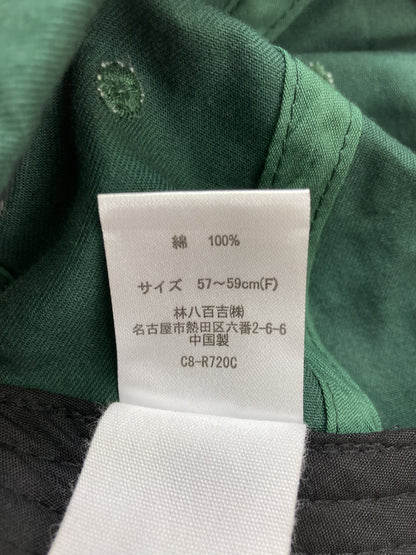 綿 100%
サイズ 57～59cm(F)
林八百吉㈱
名古屋市熱田区六番2-6-6
中国製
C8-R720C